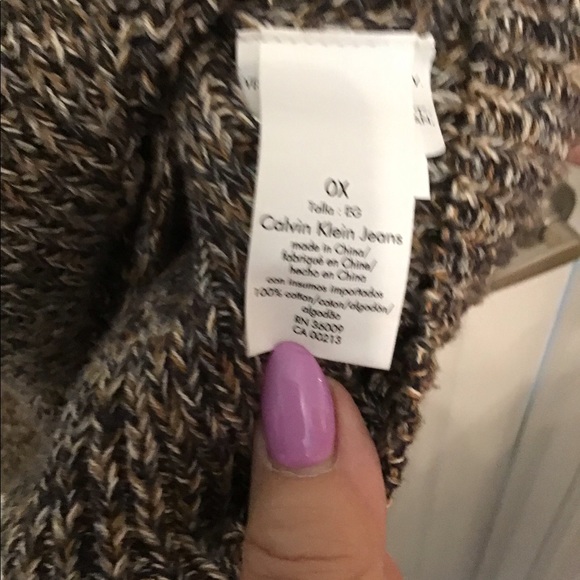 0X
Talla : EG
Calvin Klein Jeans
made in China/
fabriqué en Chine/
hecho en China
con insumos importados
100% cotton/coton/algodón/
algodão
RN 36009
CA 00213